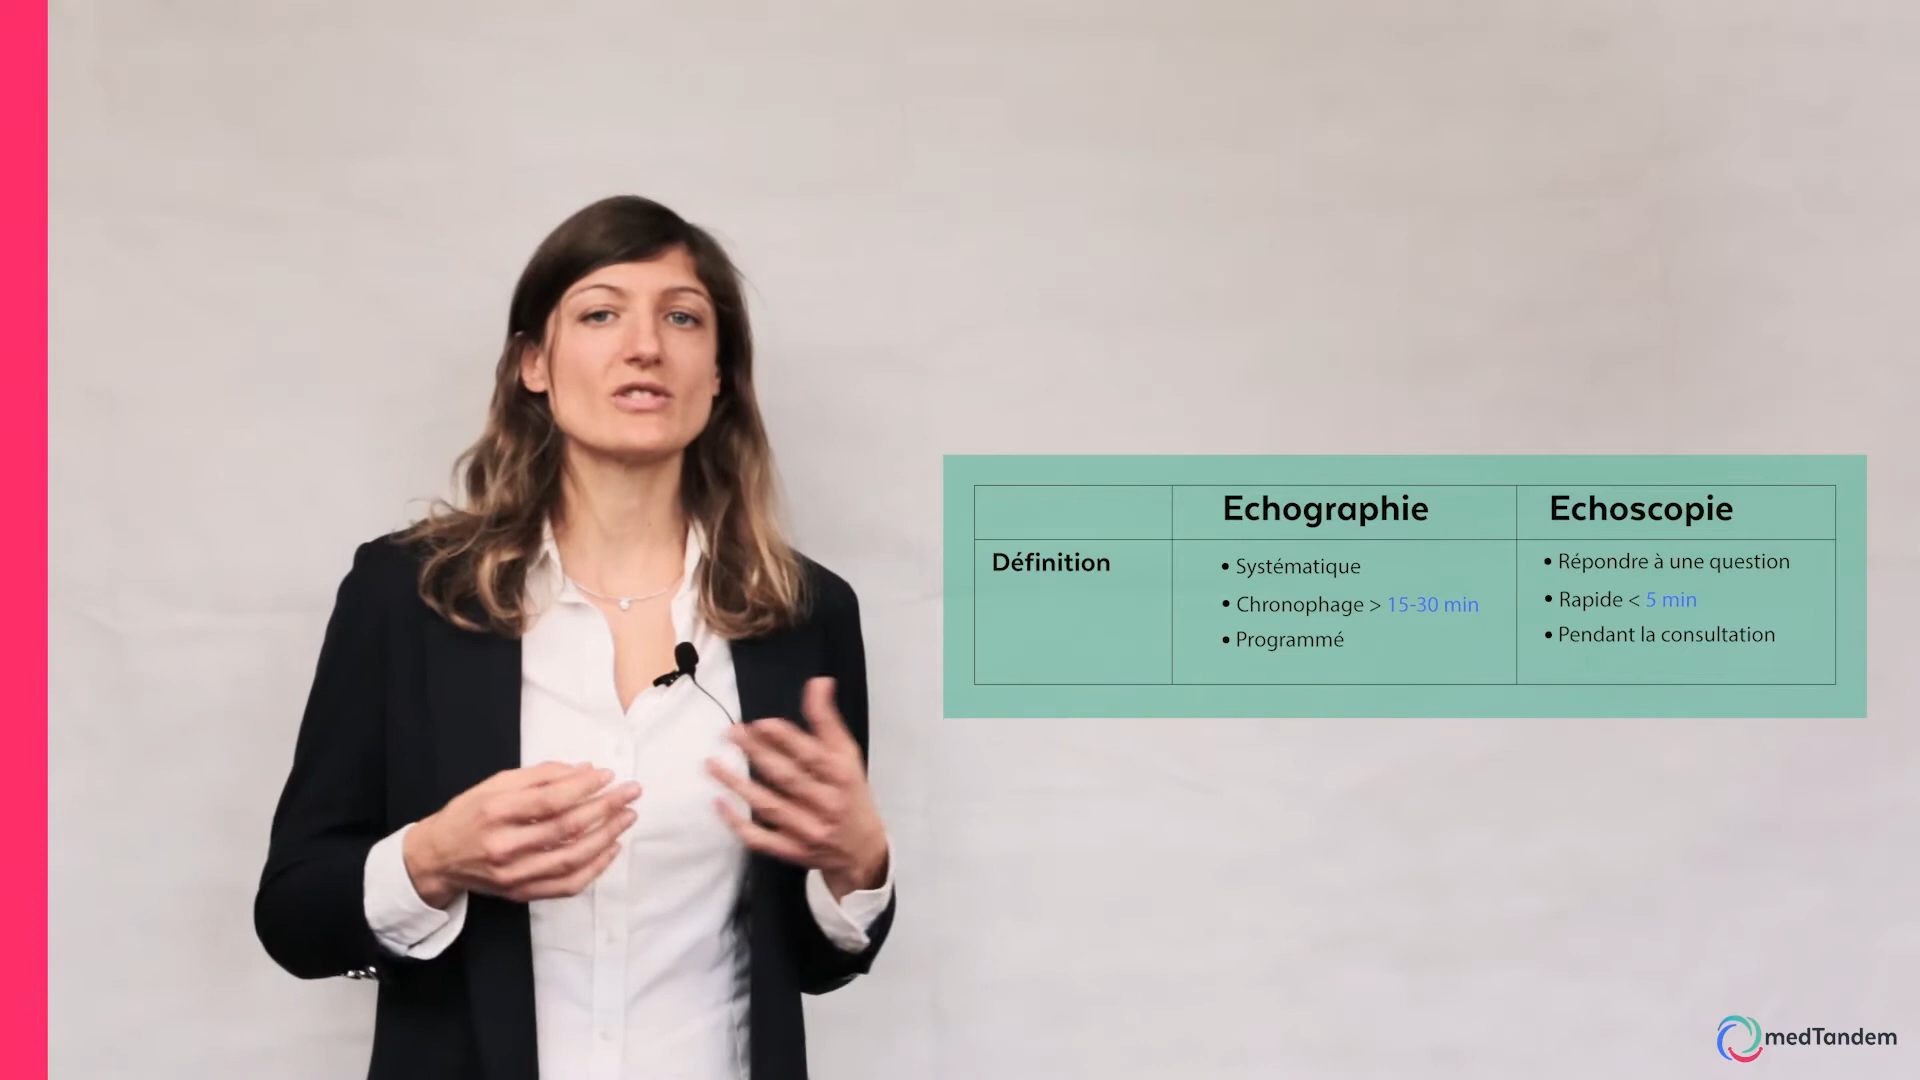 Echographie
Echoscopie
Définition
• Systématique
• Chronophage > 15-30 min
• Programmé
• Répondre à une question
• Rapide < 5 min
• Pendant la consultation
medTandem